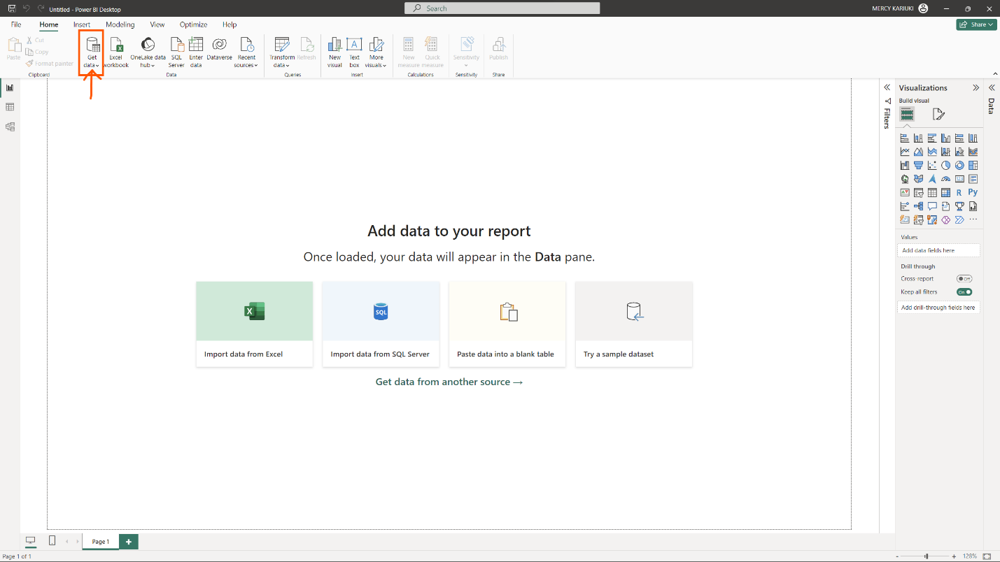 Untitled - Power BI Desktop
Search
MERCY KARIUKI
File Home Insert Modeling View Optimize Help
Share
Paste
Cut
Copy
Format painter
Get data
Excel workbook
OneLake data hub
SQL Server
Enter data
Dataverse
Recent sources
Transform data
Refresh
New visual
Text box
More visuals
New measure
Quick measure
Sensitivity
Publish
Clipboard
Data
Queries
Insert
Calculations
Sensitivity
Share
Filters
Visualizations
Build visual
Data
R
Py
Values
Add data fields here
Drill through
Cross-report
Off
Keep all filters
On
Add drill-through fields here
Add data to your report
Once loaded, your data will appear in the Data pane.
SQL
Import data from Excel
Import data from SQL Server
Paste data into a blank table
Try a sample dataset
Get data from another source →
Page 1
Page 1 of 1
128%